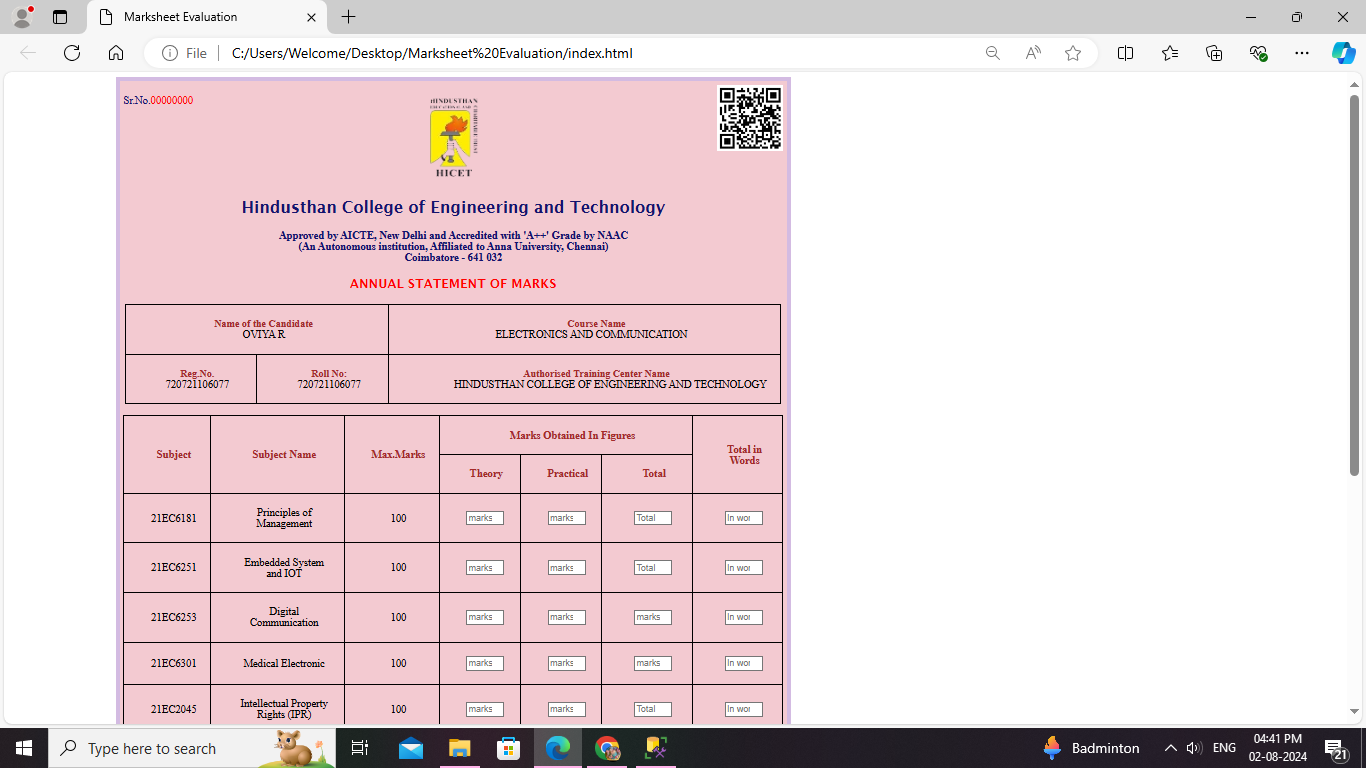 Marksheet Evaluation
File
C:/Users/Welcome/Desktop/Marksheet%20Evaluation/index.html
Sr.No.00000000
HINDUSTHAN
HICET
Hindusthan College of Engineering and Technology
Approved by AICTE, New Delhi and Accredited with 'A++' Grade by NAAC
(An Autonomous institution, Affiliated to Anna University, Chennai)
Coimbatore - 641 032
ANNUAL STATEMENT OF MARKS
Name of the Candidate
OVIYA R
Course Name
ELECTRONICS AND COMMUNICATION
Reg.No.
720721106077
Roll No:
720721106077
Authorised Training Center Name
HINDUSTHAN COLLEGE OF ENGINEERING AND TECHNOLOGY
Subject
Subject Name
Max.Marks
Marks Obtained In Figures
Total in
Words
Theory
Practical
Total
21EC6181
Principles of
Management
100
marks
marks
Total
In wor
21EC6251
Embedded System
and IOT
100
marks
marks
Total
In wor
21EC6253
Digital
Communication
100
marks
marks
marks
In wor
21EC6301
Medical Electronic
100
marks
marks
marks
In wor
21EC2045
Intellectual Property
Rights (IPR)
100
marks
marks
Total
In wor
Type here to search
Badminton
ENG
04:41 PM
02-08-2024
21